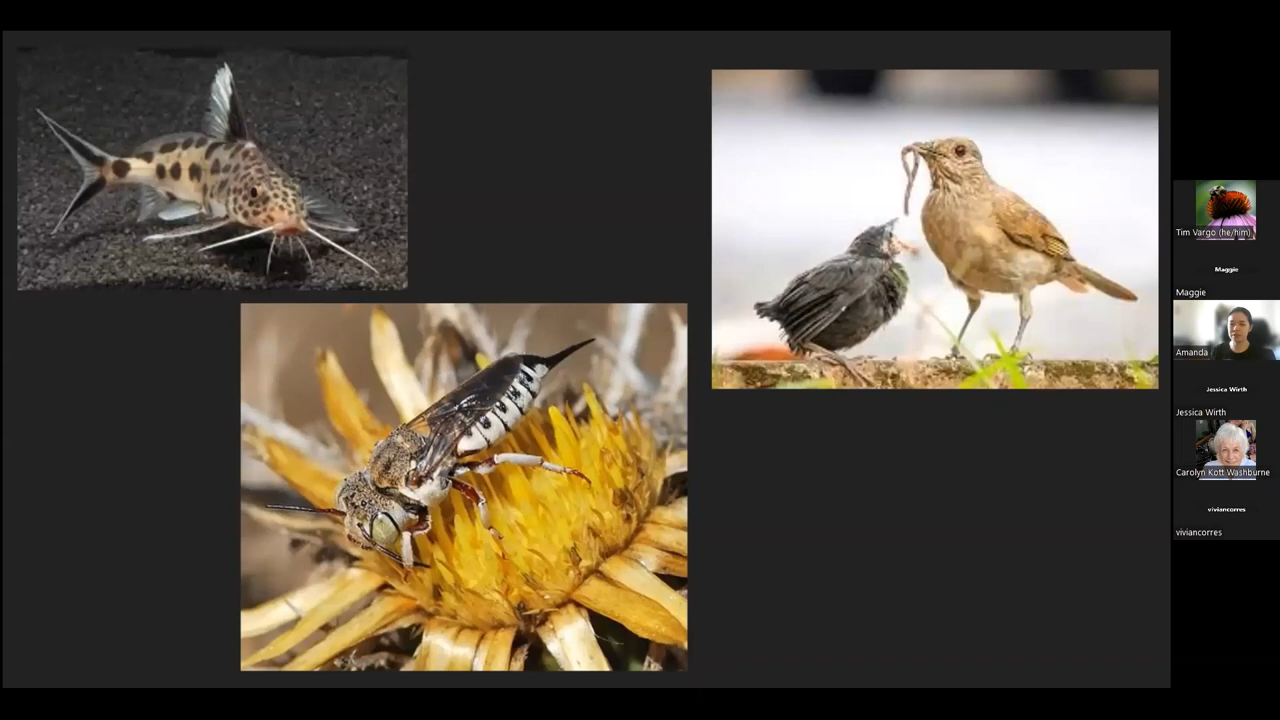 Tim Vargo (he/him)
Maggie
Maggie
Amanda
Jessica Wirth
Jessica Wirth
Carolyn Kott Washburne
viviancorres
viviancorres